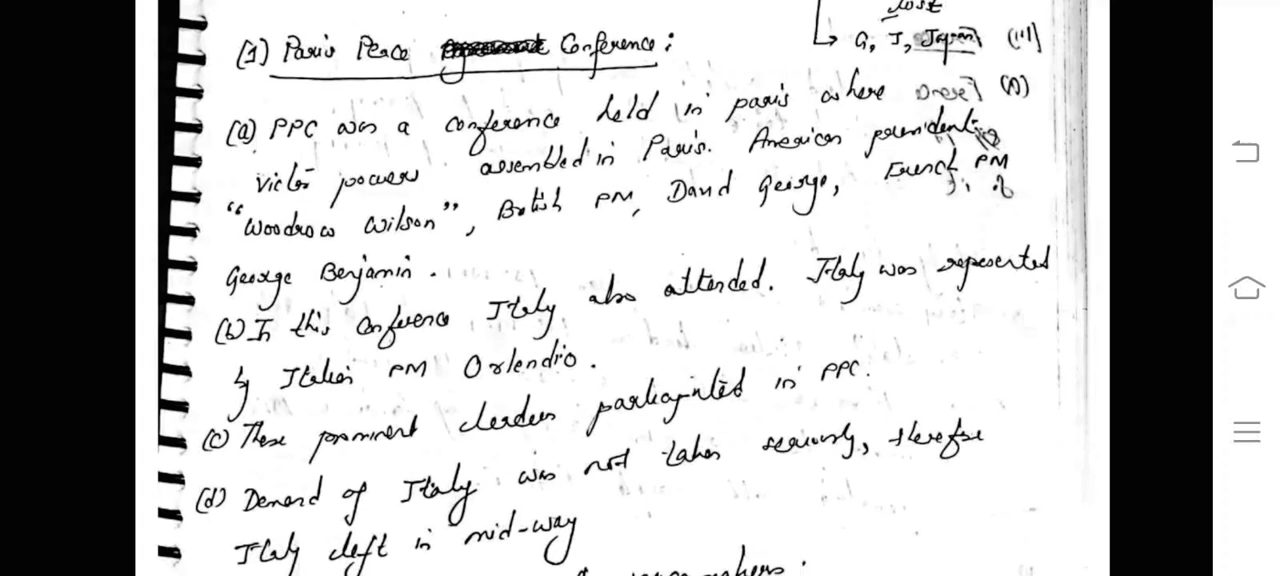 Lost
→ G, I, Japan (III)
(1) Paris Peace Conference :
(a) PPC was a conference held in paris where
victor powers assembled in Paris. American president
"Woodrow Wilson", British PM, David George, French PM
George Benjamin.
(b) In this conference Italy also attended. Italy was represented
by Italian PM Orlendio.
(c) These prominent leaders participated in PPC.
(d) Demand of Italy was not taken seriously, therefore
Italy left in mid-way